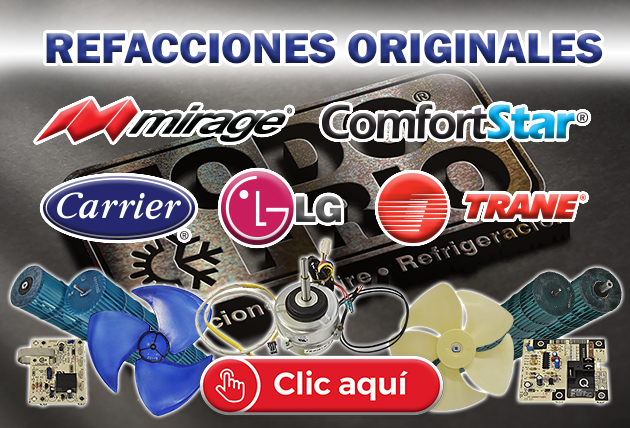 REFACCIONES ORIGINALES
mirage®
ComfortStar®
Carrier®
LG
TRANE®
Refrigeración
Clic aquí